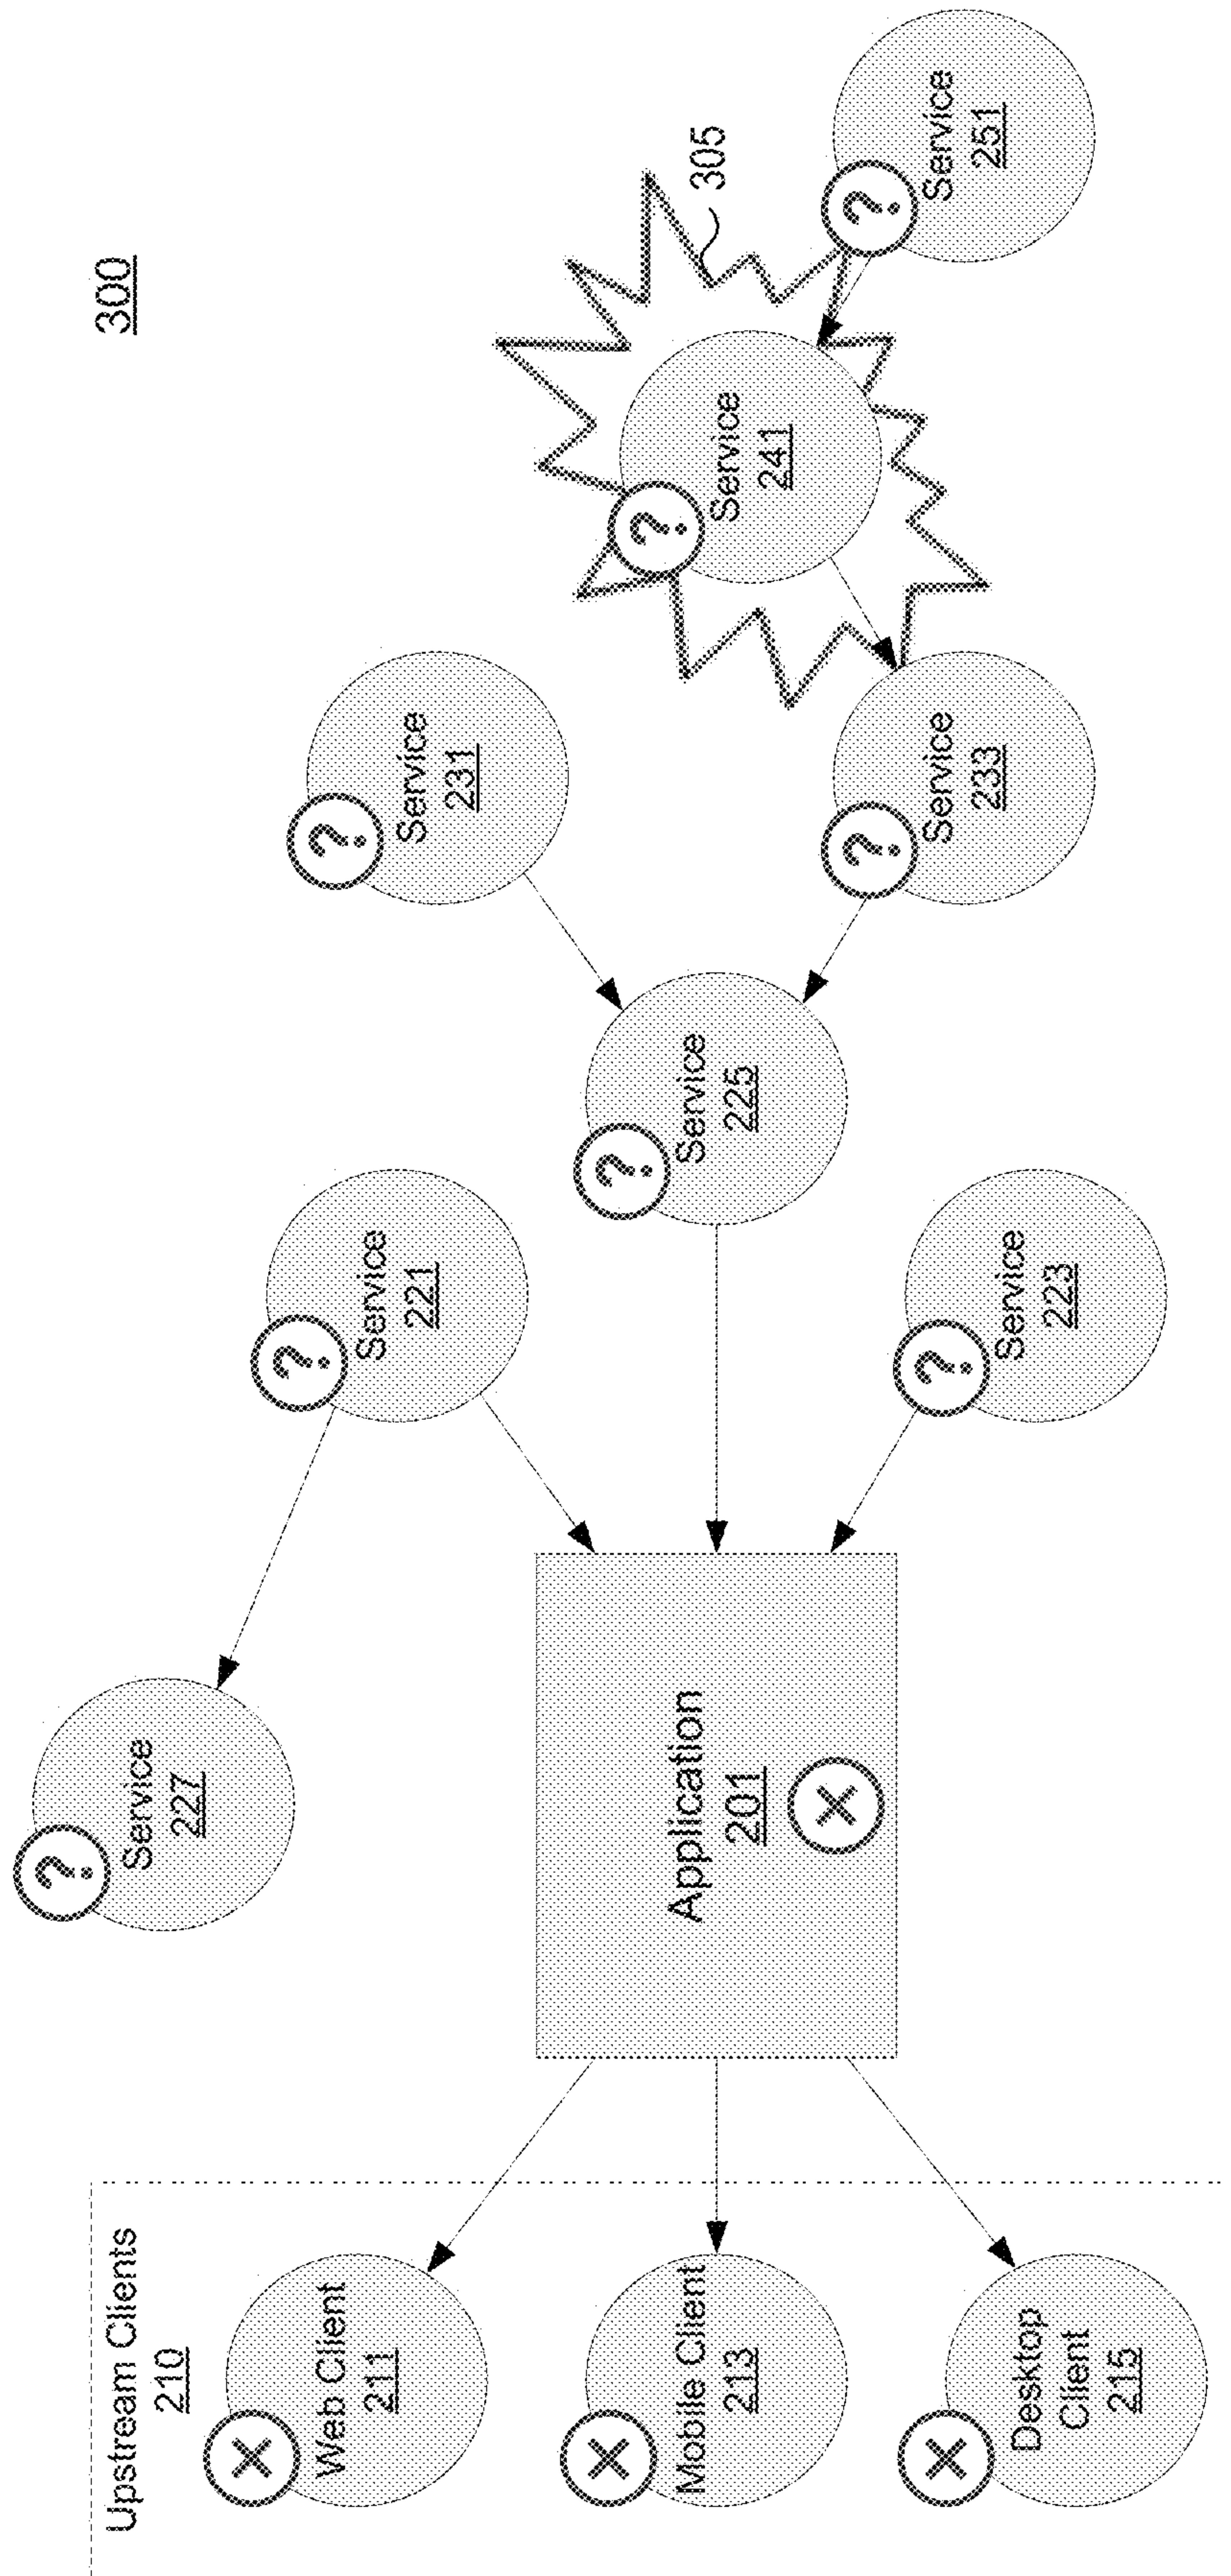 300
Upstream Clients
210
Web Client
211
Mobile Client
213
Desktop
Client
215
Application
201
Service
227
Service
221
Service
225
Service
223
Service
231
Service
233
Service
241
305
Service
251
X
X
X
X
?
?
?
?
?
?
?
?